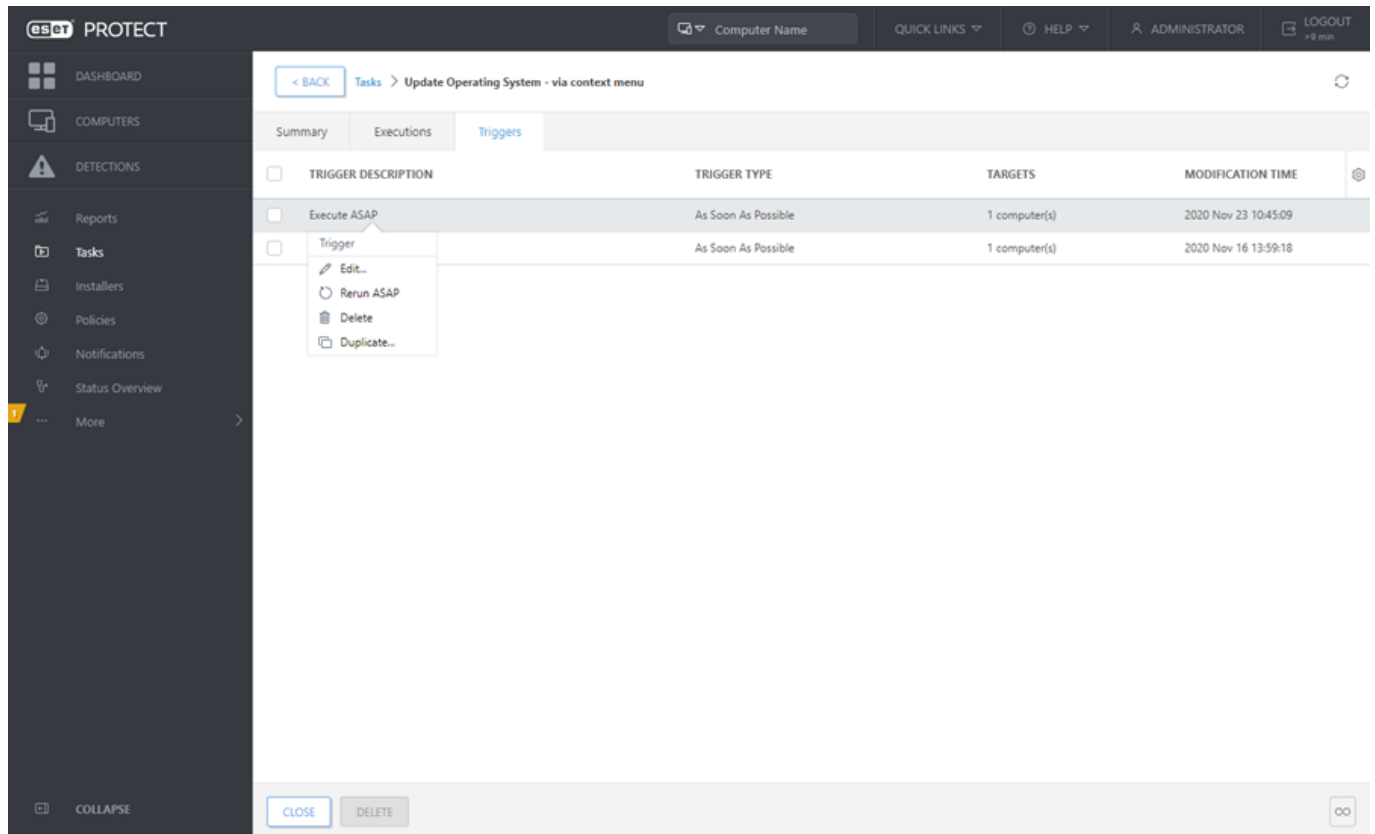 eset PROTECT
Computer Name
QUICK LINKS
HELP
ADMINISTRATOR
LOGOUT
>9 min
DASHBOARD
COMPUTERS
DETECTIONS
Reports
Tasks
Installers
Policies
Notifications
Status Overview
1
More
COLLAPSE
< BACK Tasks > Update Operating System - via context menu
Summary Executions Triggers
TRIGGER DESCRIPTION TRIGGER TYPE TARGETS MODIFICATION TIME
Execute ASAP As Soon As Possible 1 computer(s) 2020 Nov 23 10:45:09
As Soon As Possible 1 computer(s) 2020 Nov 16 13:59:18
Trigger
Edit...
Rerun ASAP
Delete
Duplicate...
CLOSE DELETE